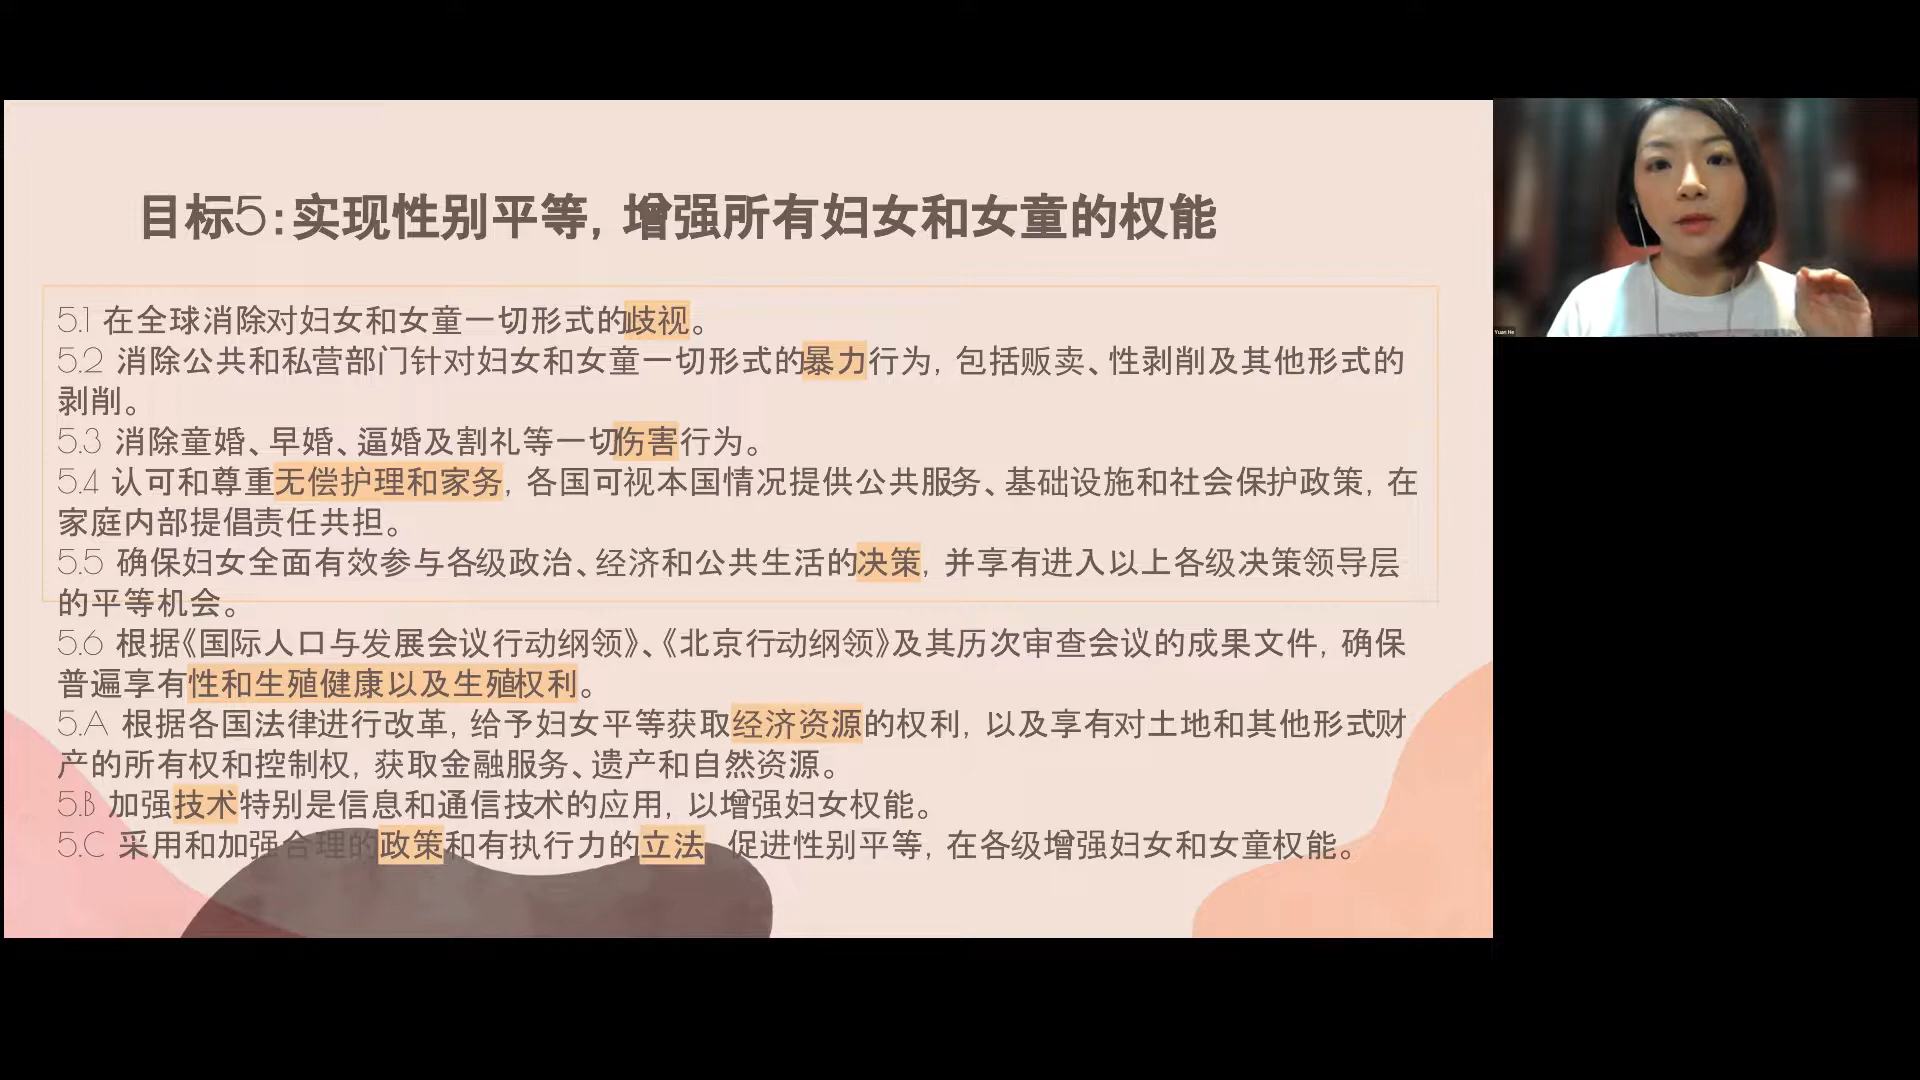 目标5:实现性别平等，增强所有妇女和女童的权能
5.1 在全球消除对妇女和女童一切形式的歧视。
5.2 消除公共和私营部门针对妇女和女童一切形式的暴力行为，包括贩卖、性剥削及其他形式的
剥削。
5.3 消除童婚、早婚、逼婚及割礼等一切伤害行为。
5.4 认可和尊重无偿护理和家务，各国可视本国情况提供公共服务、基础设施和社会保护政策，在
家庭内部提倡责任共担。
5.5 确保妇女全面有效参与各级政治、经济和公共生活的决策，并享有进入以上各级决策领导层
的平等机会。
5.6 根据《国际人口与发展会议行动纲领》、《北京行动纲领》及其历次审查会议的成果文件，确保
普遍享有性和生殖健康以及生殖权利。
5.A 根据各国法律进行改革，给予妇女平等获取经济资源的权利，以及享有对土地和其他形式财
产的所有权和控制权，获取金融服务、遗产和自然资源。
5.B 加强技术特别是信息和通信技术的应用，以增强妇女权能。
5.C 采用和加强合理的政策和有执行力的立法 促进性别平等，在各级增强妇女和女童权能。
Yuan He